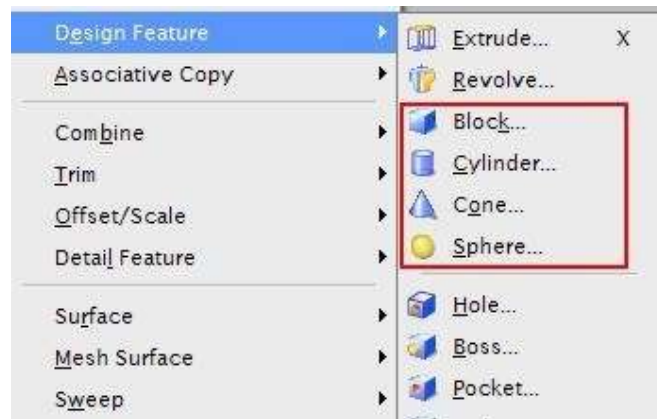 Design Feature
Associative Copy
Combine
Trim
Offset/Scale
Detail Feature
Surface
Mesh Surface
Sweep
Extrude... X
Revolve...
Block...
Cylinder...
Cone...
Sphere...
Hole...
Boss...
Pocket...